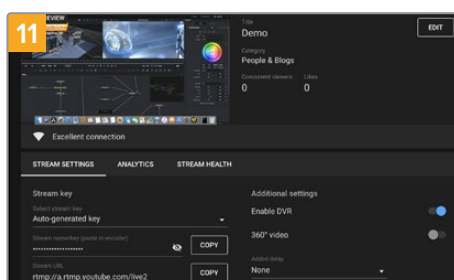 11
PREVIEW
Title
Demo
EDIT
Category
People & Blogs
Concurrent viewers Likes
0 0
Excellent connection
STREAM SETTINGS ANALYTICS STREAM HEALTH
Stream key
Additional settings
Select stream key
Auto-generated key
Enable DVR
360° video
Stream name/key (paste in encoder)
COPY
Added delay
None
Stream URL
rtmp://a.rtmp.youtube.com/live2
COPY